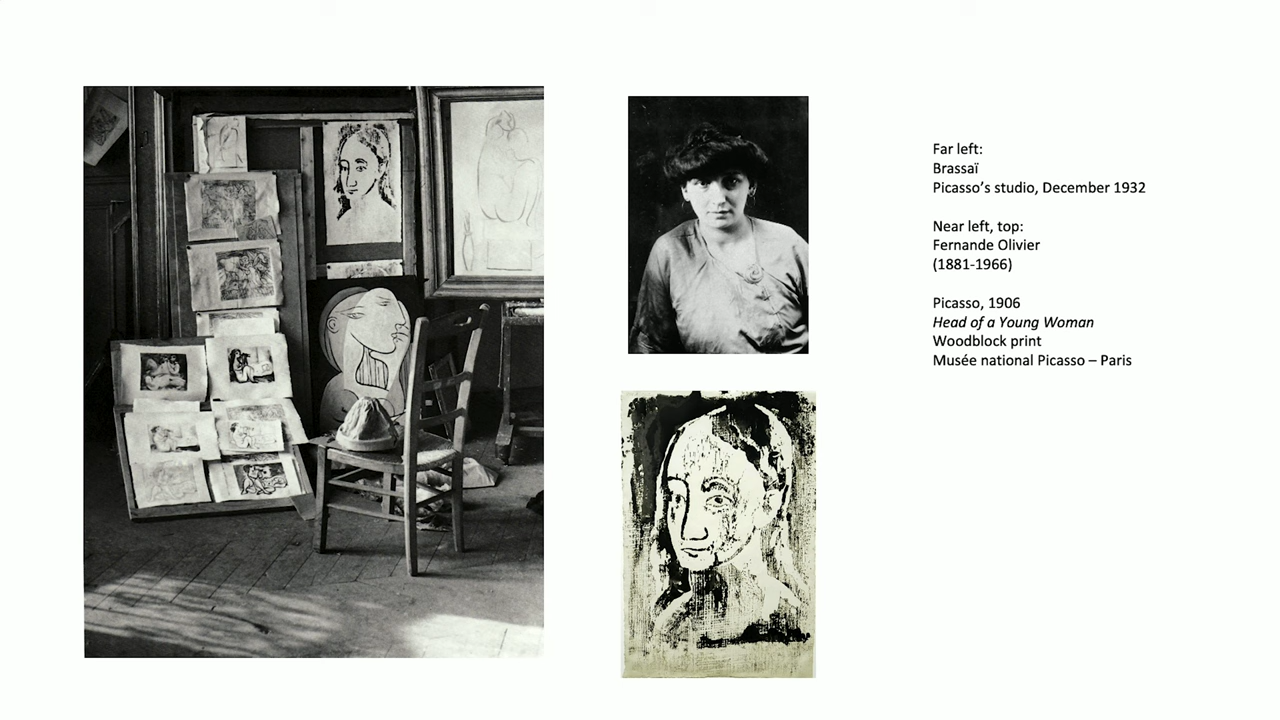 Far left:
Brassaï
Picasso’s studio, December 1932
Near left, top:
Fernande Olivier
(1881-1966)
Picasso, 1906
Head of a Young Woman
Woodblock print
Musée national Picasso – Paris